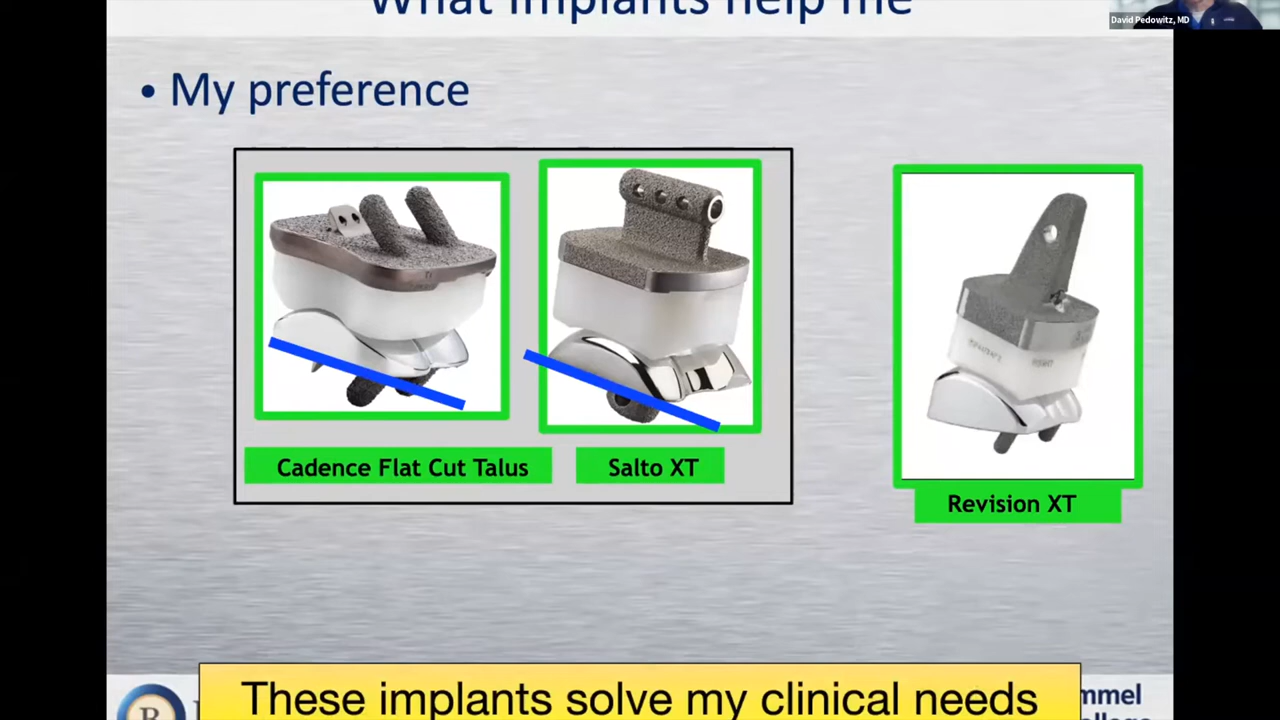 What implants help me
David Pedowitz, MD
• My preference
Cadence Flat Cut Talus
Salto XT
Revision XT
These implants solve my clinical needs
R